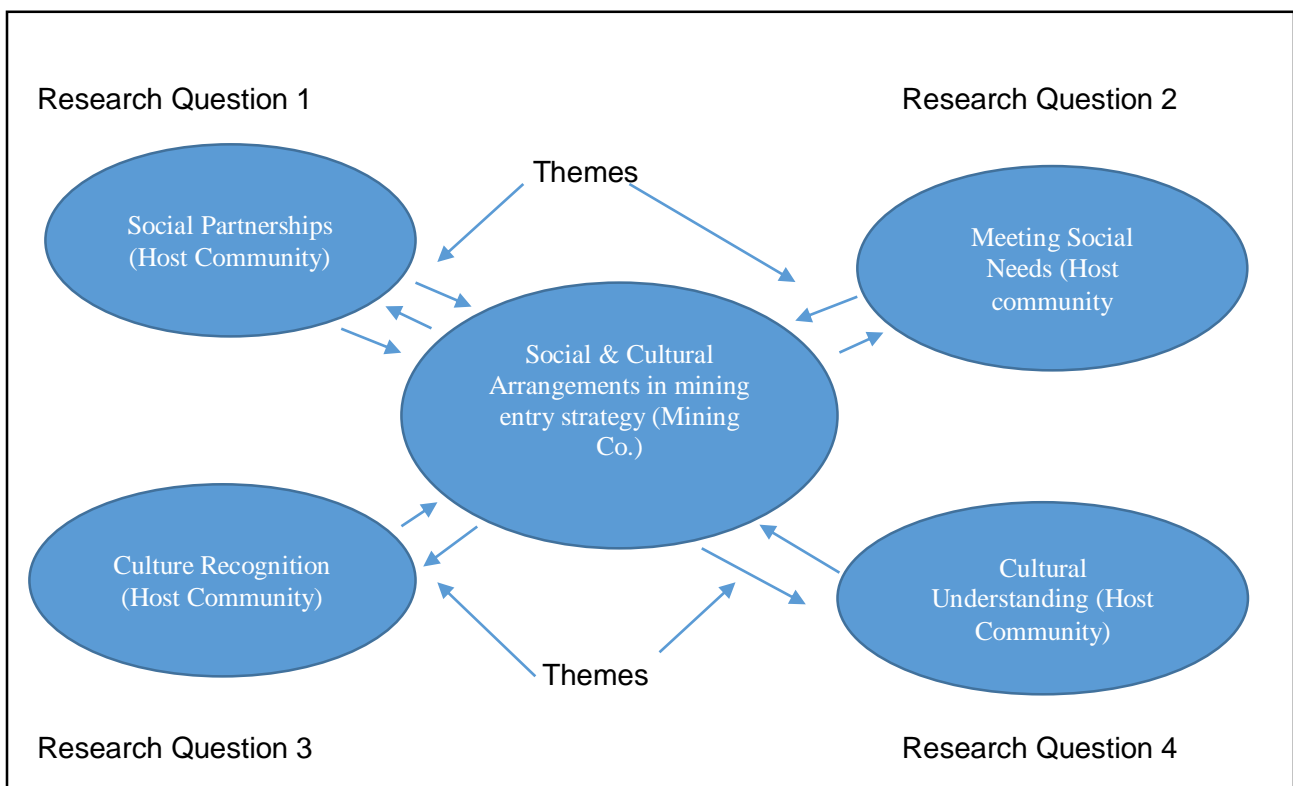 Research Question 1
Research Question 2
Themes
Social Partnerships
(Host Community)
Meeting Social
Needs (Host
community
Social & Cultural
Arrangements in mining
entry strategy (Mining
Co.)
Culture Recognition
(Host Community)
Cultural
Understanding (Host
Community)
Themes
Research Question 3
Research Question 4